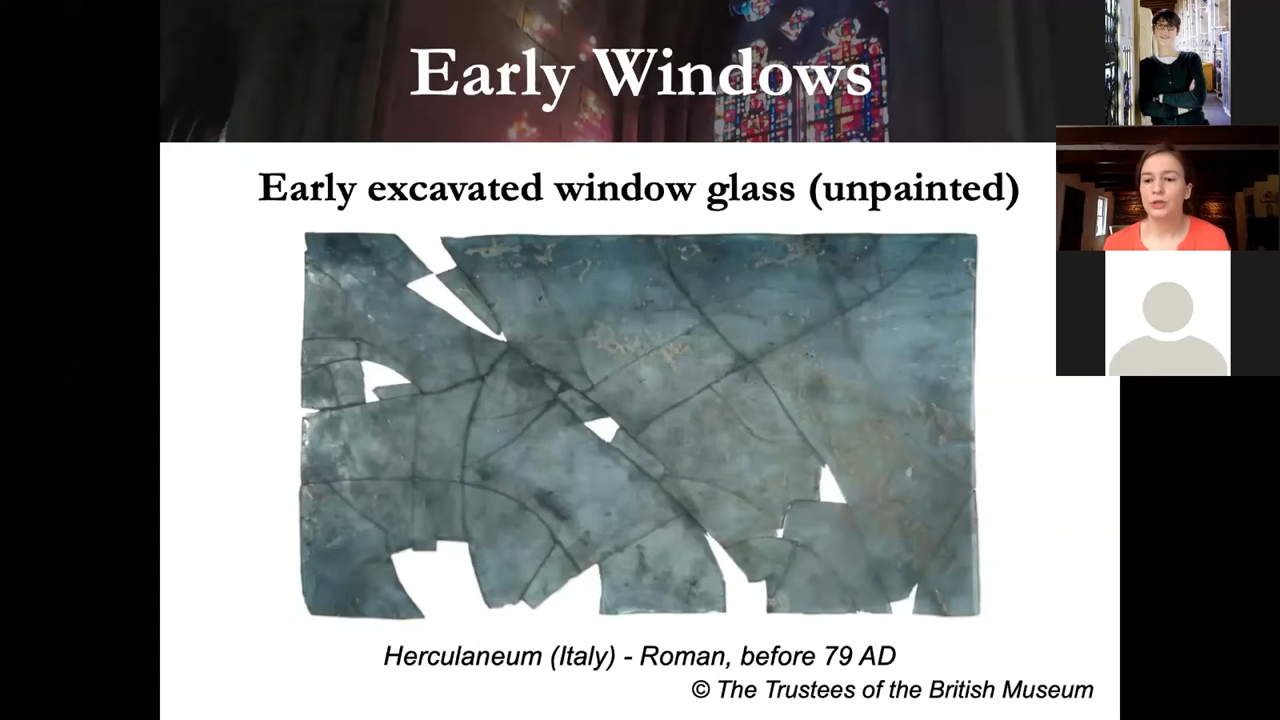 Early Windows
Early excavated window glass (unpainted)
Herculaneum (Italy) - Roman, before 79 AD
© The Trustees of the British Museum